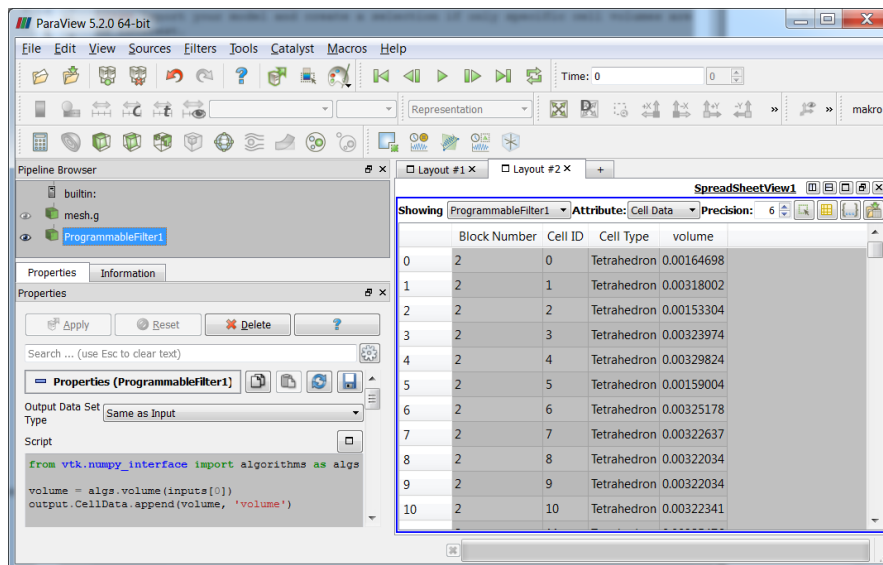 ParaView 5.2.0 64-bit
File Edit View Sources Filters Tools Catalyst Macros Help
Time: 0 0
Representation makro
Pipeline Browser
builtin:
mesh.g
ProgrammableFilter1
Properties Information
Properties
Apply Reset Delete ?
Search ... (use Esc to clear text)
Properties (ProgrammableFilter1)
Output Data Set Type Same as Input
Script
from vtk.numpy_interface import algorithms as algs
volume = algs.volume(inputs[0])
output.CellData.append(volume, 'volume')
Layout #1 Layout #2 +
SpreadSheetView1
Showing ProgrammableFilter1 Attribute: Cell Data Precision: 6
Block Number Cell ID Cell Type volume
0 2 0 Tetrahedron 0.00164698
1 2 1 Tetrahedron 0.00318002
2 2 2 Tetrahedron 0.00153304
3 2 3 Tetrahedron 0.00323974
4 2 4 Tetrahedron 0.00329824
5 2 5 Tetrahedron 0.00159004
6 2 6 Tetrahedron 0.00325178
7 2 7 Tetrahedron 0.00322637
8 2 8 Tetrahedron 0.00322034
9 2 9 Tetrahedron 0.00322034
10 2 10 Tetrahedron 0.00322341